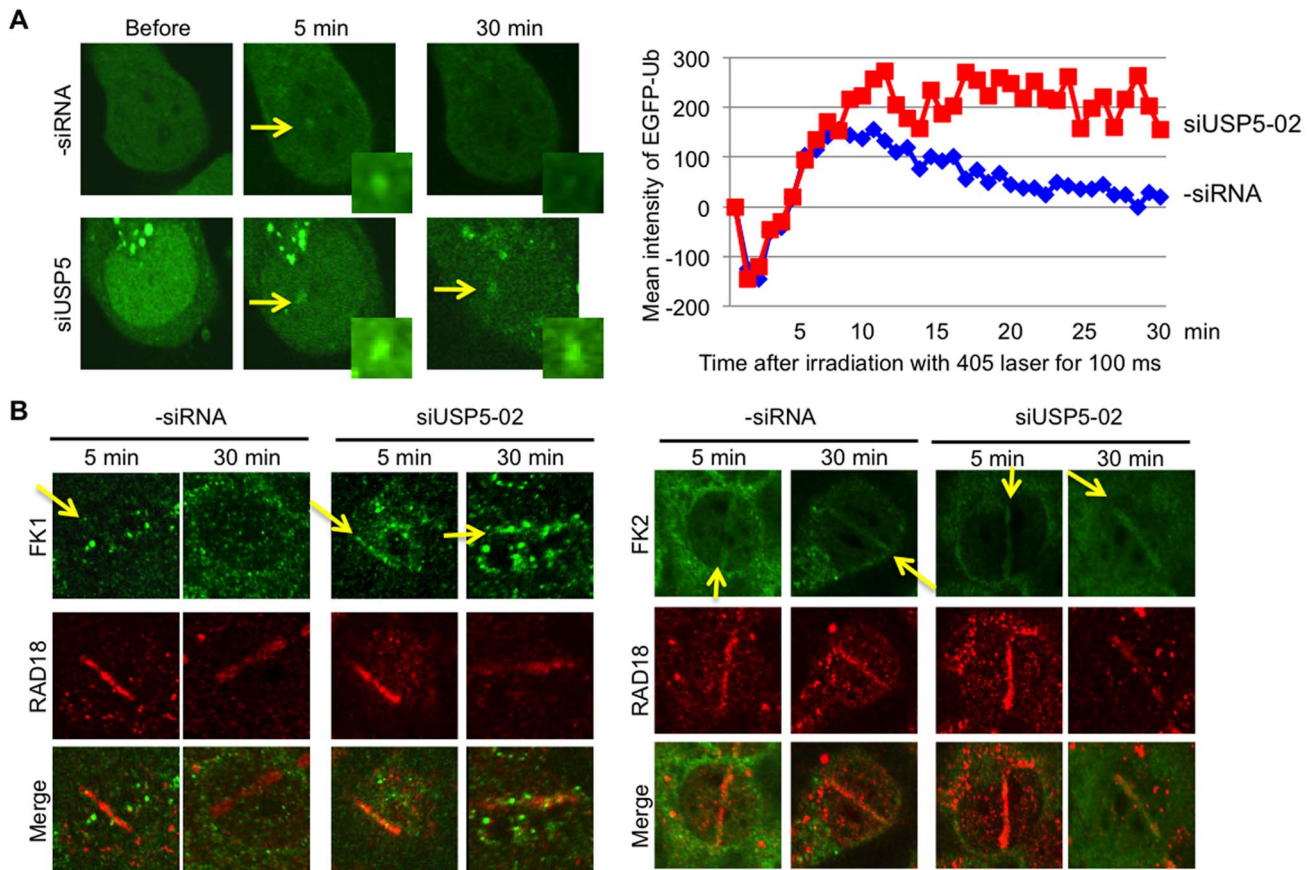 A
Before
5 min
30 min
-siRNA
siUSP5
Mean intensity of EGFP-Ub
300
200
100
0
-100
-200
5
10
15
20
25
30
min
siUSP5-02
-siRNA
Time after irradiation with 405 laser for 100 ms
B
-siRNA
siUSP5-02
5 min
30 min
5 min
30 min
FK1
RAD18
Merge
-siRNA
siUSP5-02
5 min
30 min
5 min
30 min
FK2
RAD18
Merge